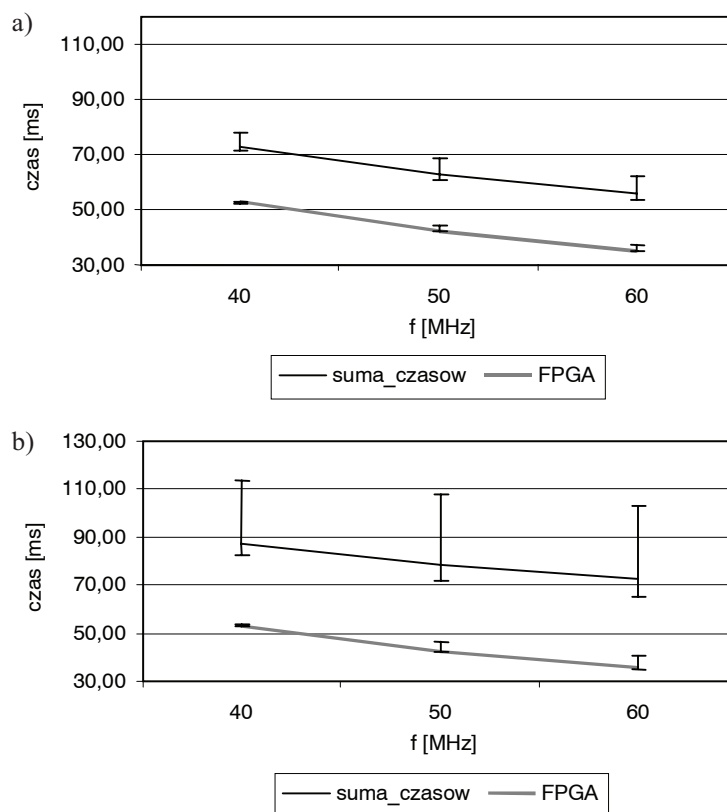 a)
110,00
90,00
70,00
50,00
30,00
czas [ms]
40 50 60
f [MHz]
suma_czasow FPGA
b)
130,00
110,00
90,00
70,00
50,00
30,00
czas [ms]
40 50 60
f [MHz]
suma_czasow FPGA